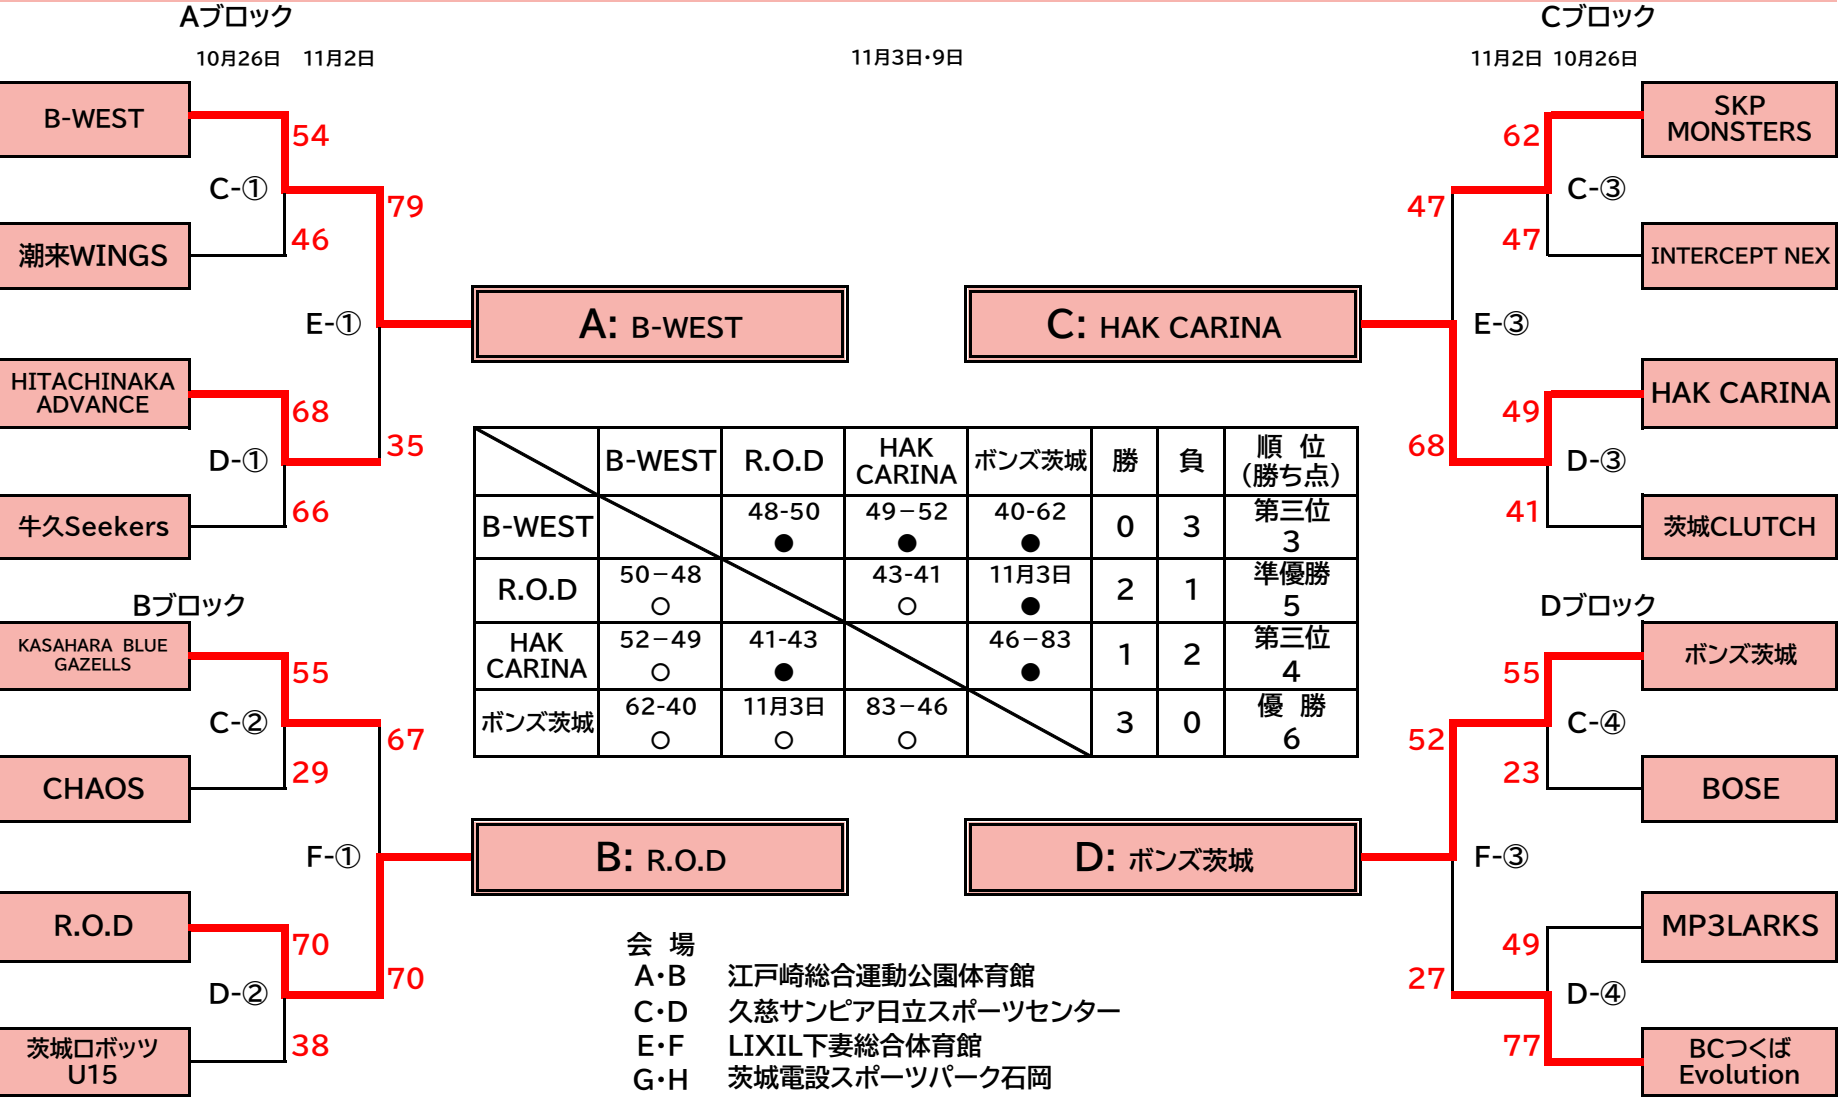 Aブロック
10月26日 11月2日
B-WEST
54
C-①
79
潮来WINGS
46
E-①
A: B-WEST
HITACHINAKA
ADVANCE
68
D-①
35
牛久Seekers
66
Bブロック
KASAHARA BLUE
GAZELLS
55
C-②
67
CHAOS
29
F-①
B: R.O.D
R.O.D
70
D-②
70
茨城ロボッツ
U15
38
11月3日・9日
Cブロック
11月2日 10月26日
SKP
MONSTERS
62
C-③
47
INTERCEPT NEX
47
E-③
C: HAK CARINA
HAK CARINA
49
D-③
68
茨城CLUTCH
41
Dブロック
ボンズ茨城
55
C-④
52
BOSE
23
F-③
D: ボンズ茨城
MP3LARKS
49
D-④
27
BCつくば
Evolution
77
B-WEST R.O.D HAK CARINA ボンズ茨城 勝 負 順 位 (勝ち点)
B-WEST 48-50 ● 49-52 ● 40-62 ● 0 3 第三位 3
R.O.D 50-48 ○ 43-41 ○ 11月3日 ● 2 1 準優勝 5
HAK CARINA 52-49 ○ 41-43 ● 46-83 ● 1 2 第三位 4
ボンズ茨城 62-40 ○ 11月3日 ○ 83-46 ○ 3 0 優 勝 6
会 場
A・B 江戸崎総合運動公園体育館
C・D 久慈サンピア日立スポーツセンター
E・F LIXIL下妻総合体育館
G・H 茨城電設スポーツパーク石岡